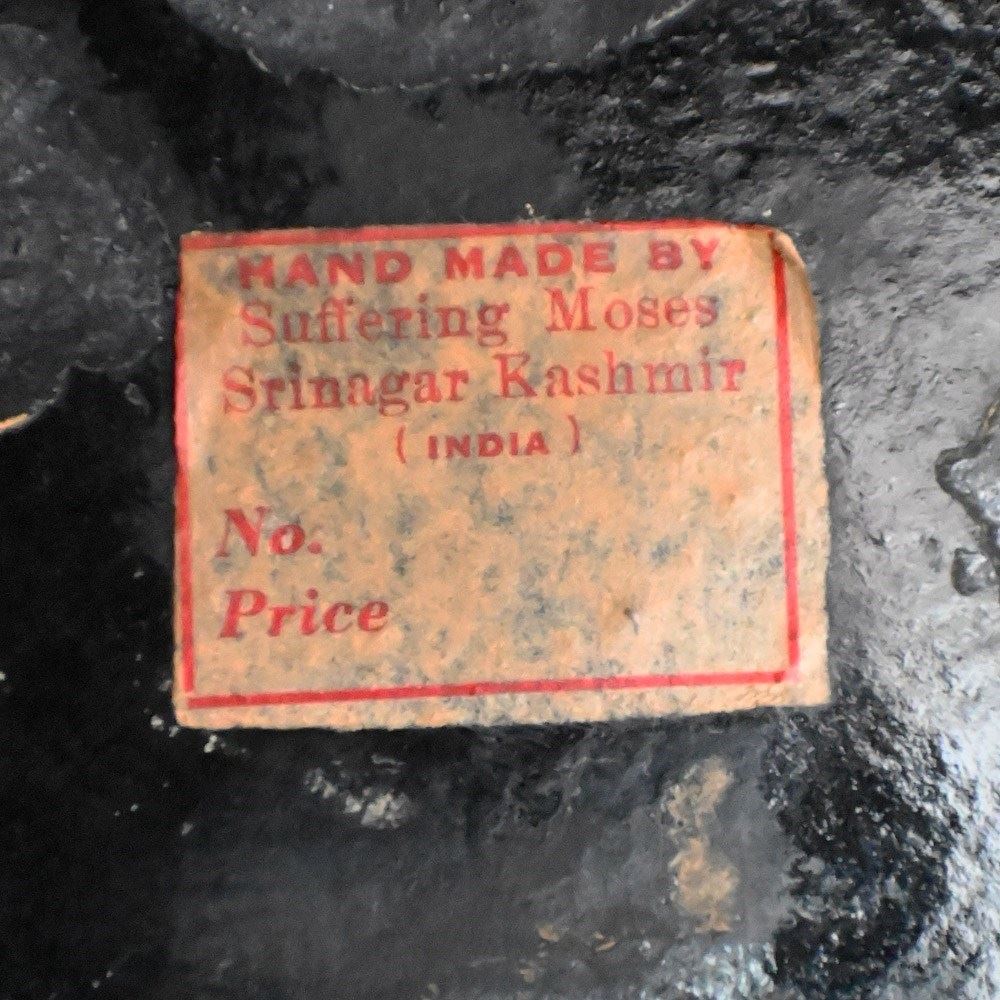 HAND MADE BY
Suffering Moses
Srinagar Kashmir
( INDIA )
No.
Price